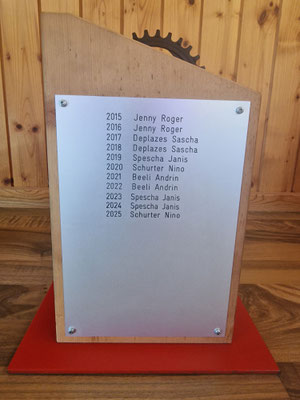 2015 Jenny Roger
2016 Jenny Roger
2017 Deplazes Sascha
2018 Deplazes Sascha
2019 Spescha Janis
2020 Schurter Nino
2021 Beeli Andrin
2022 Beeli Andrin
2023 Spescha Janis
2024 Spescha Janis
2025 Schurter Nino